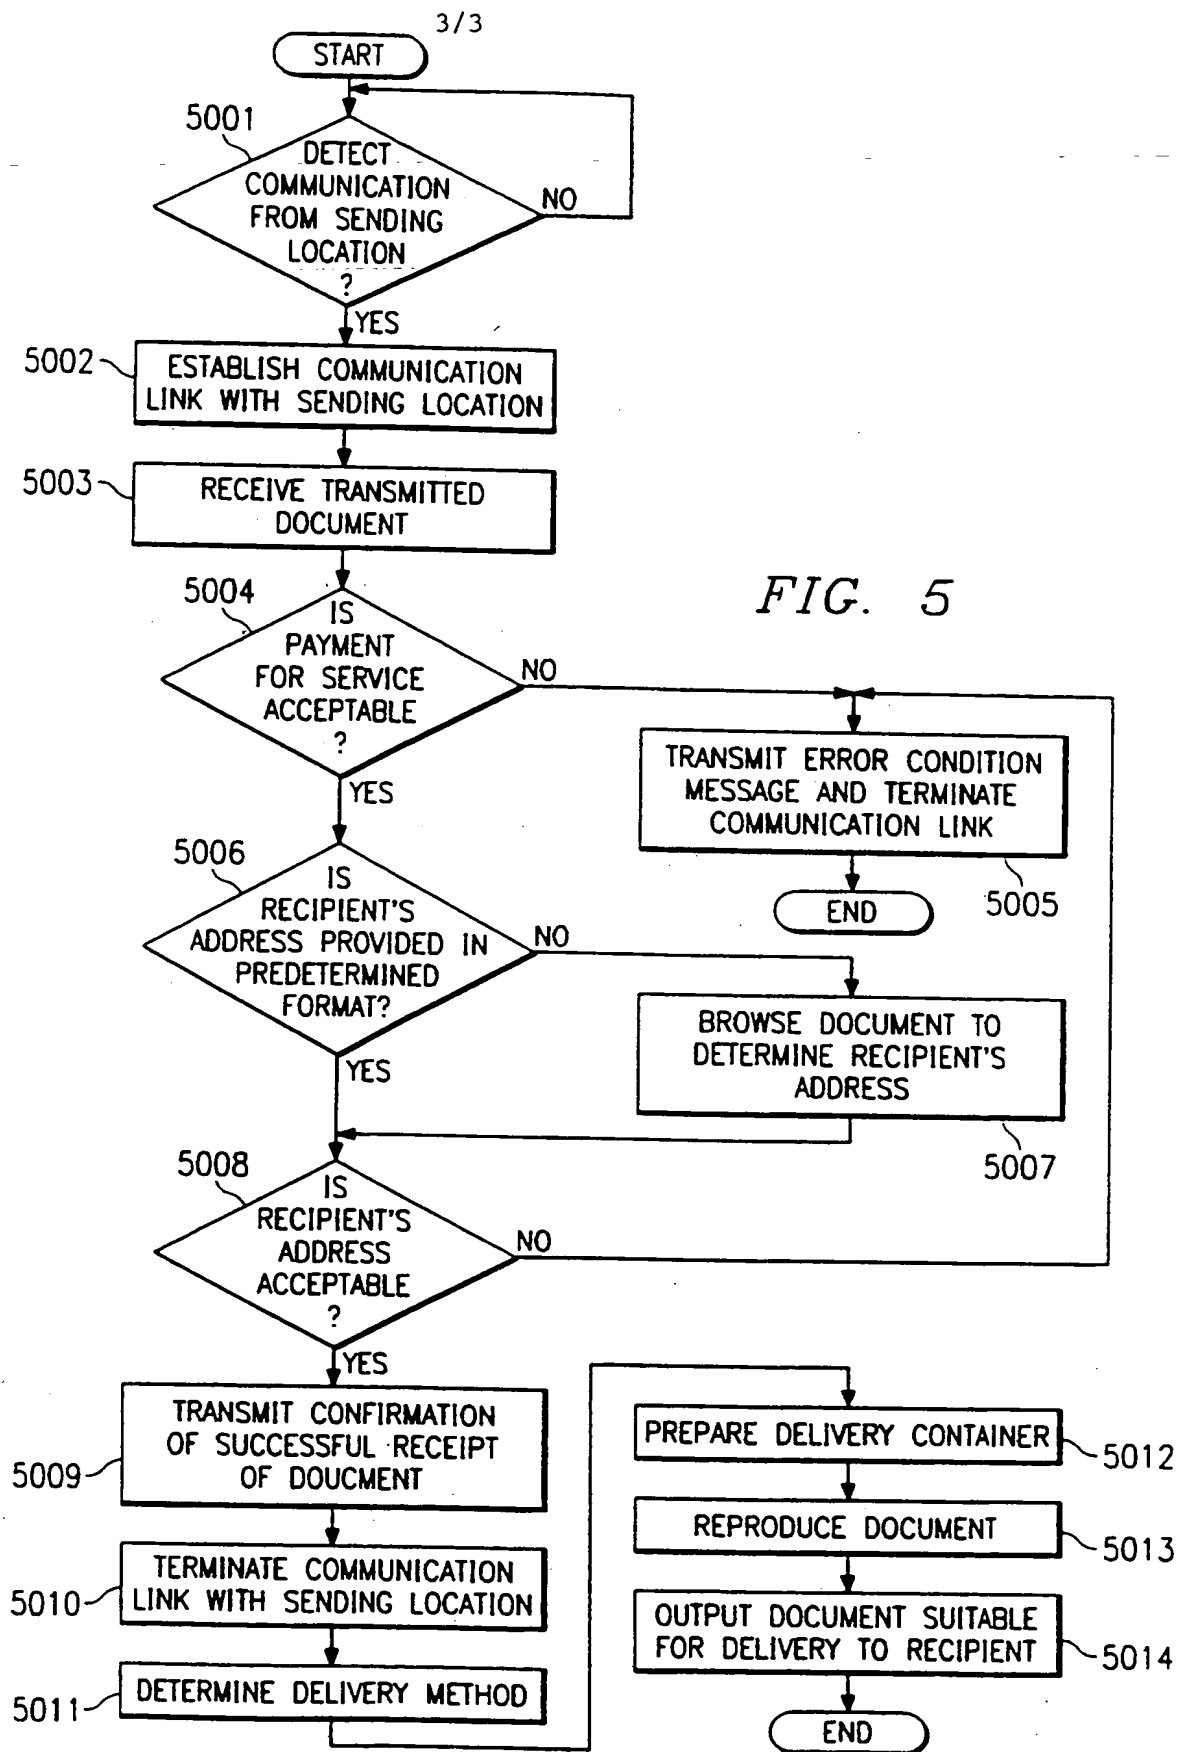 3/3
START
5001
DETECT
COMMUNICATION
FROM SENDING
LOCATION
?
NO
YES
5002
ESTABLISH COMMUNICATION
LINK WITH SENDING LOCATION
5003
RECEIVE TRANSMITTED
DOCUMENT
FIG. 5
5004
IS
PAYMENT
FOR SERVICE
ACCEPTABLE
?
NO
YES
TRANSMIT ERROR CONDITION
MESSAGE AND TERMINATE
COMMUNICATION LINK
5005
END
5006
IS
RECIPIENT'S
ADDRESS PROVIDED IN
PREDETERMINED
FORMAT?
NO
YES
BROWSE DOCUMENT TO
DETERMINE RECIPIENT'S
ADDRESS
5007
5008
IS
RECIPIENT'S
ADDRESS
ACCEPTABLE
?
NO
YES
5009
TRANSMIT CONFIRMATION
OF SUCCESSFUL RECEIPT
OF DOUCMENT
5010
TERMINATE COMMUNICATION
LINK WITH SENDING LOCATION
5011
DETERMINE DELIVERY METHOD
PREPARE DELIVERY CONTAINER
5012
REPRODUCE DOCUMENT
5013
OUTPUT DOCUMENT SUITABLE
FOR DELIVERY TO RECIPIENT
5014
END